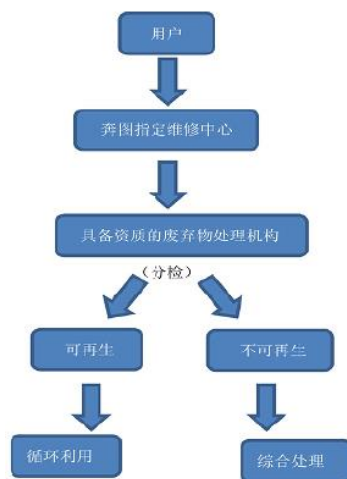 用户
奔图指定维修中心
具备资质的废弃物处理机构
（分检）
可再生
不可再生
循环利用
综合处理